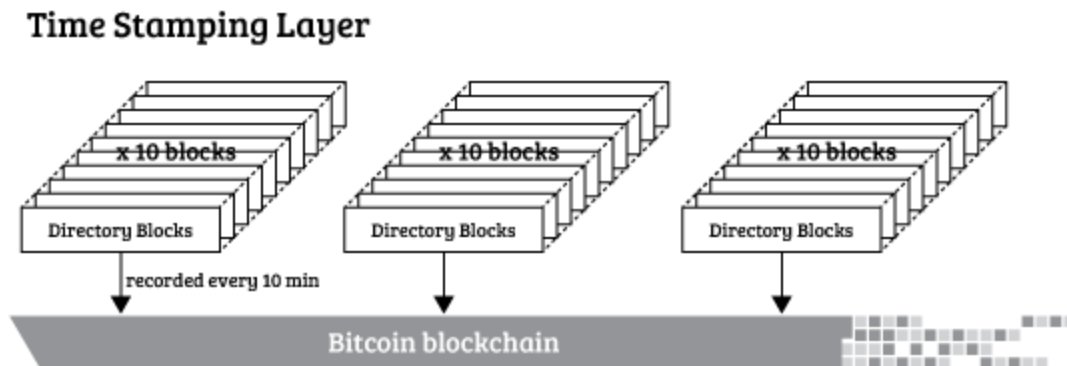 Time Stamping Layer
x 10 blocks
x 10 blocks
x 10 blocks
Directory Blocks
Directory Blocks
Directory Blocks
recorded every 10 min
Bitcoin blockchain